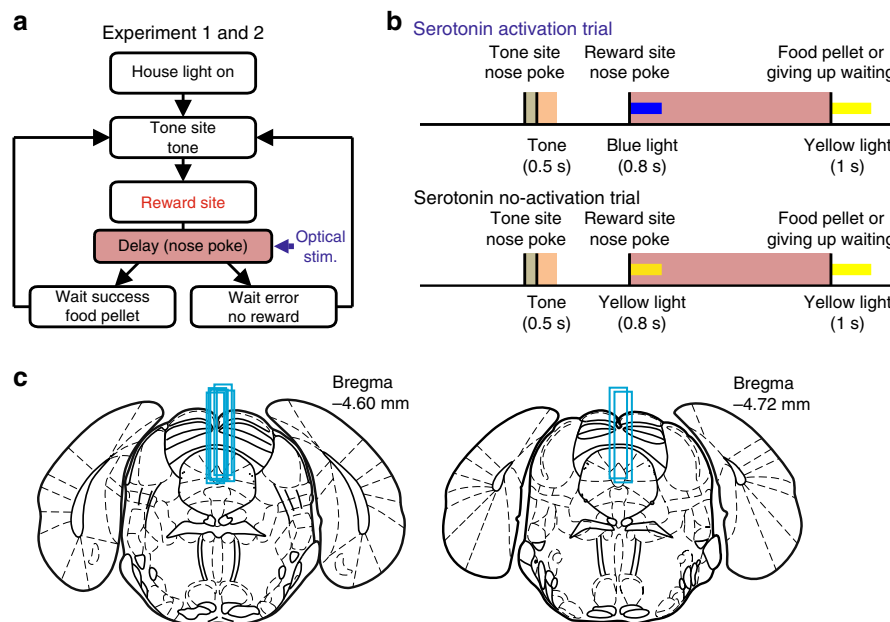 a
Experiment 1 and 2
House light on
Tone site
tone
Reward site
Delay (nose poke)
Optical
stim.
Wait success
food pellet
Wait error
no reward
b
Serotonin activation trial
Tone site
nose poke
Reward site
nose poke
Food pellet or
giving up waiting
Tone
(0.5 s)
Blue light
(0.8 s)
Yellow light
(1 s)
Serotonin no-activation trial
Tone site
nose poke
Reward site
nose poke
Food pellet or
giving up waiting
Tone
(0.5 s)
Yellow light
(0.8 s)
Yellow light
(1 s)
c
Bregma
–4.60 mm
Bregma
–4.72 mm